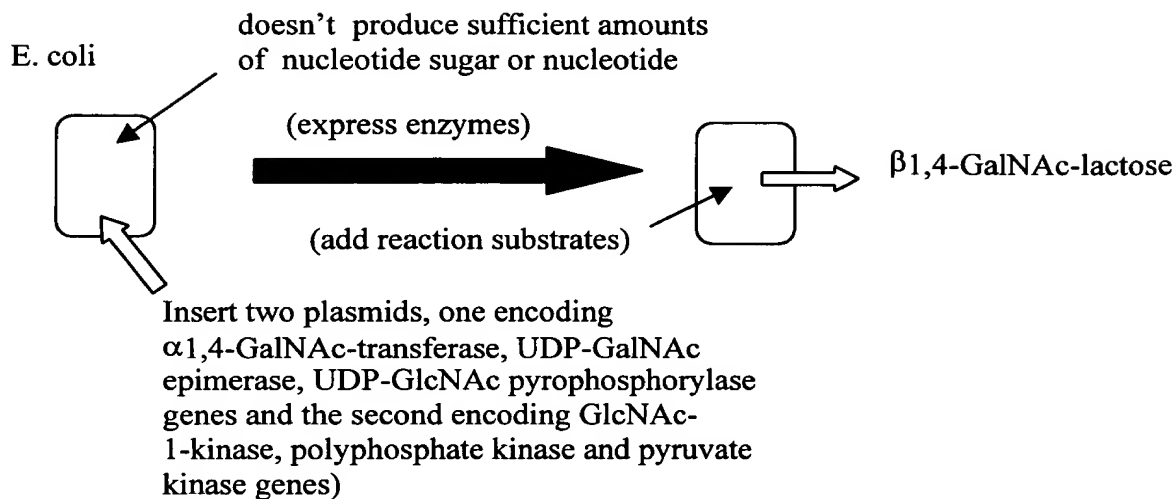 doesn't produce sufficient amounts
of nucleotide sugar or nucleotide
E. coli
(express enzymes)
β1,4-GalNAc-lactose
(add reaction substrates)
Insert two plasmids, one encoding
α1,4-GalNAc-transferase, UDP-GalNAc
epimerase, UDP-GlcNAc pyrophosphorylase
genes and the second encoding GlcNAc-
1-kinase, polyphosphate kinase and pyruvate
kinase genes)